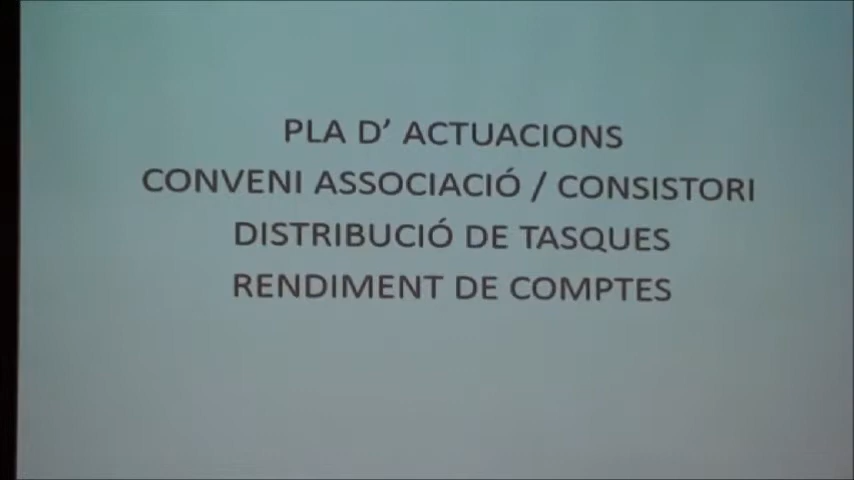 PLA D' ACTUACIONS
CONVENI ASSOCIACIÓ / CONSISTORI
DISTRIBUCIÓ DE TASQUES
RENDIMENT DE COMPTES